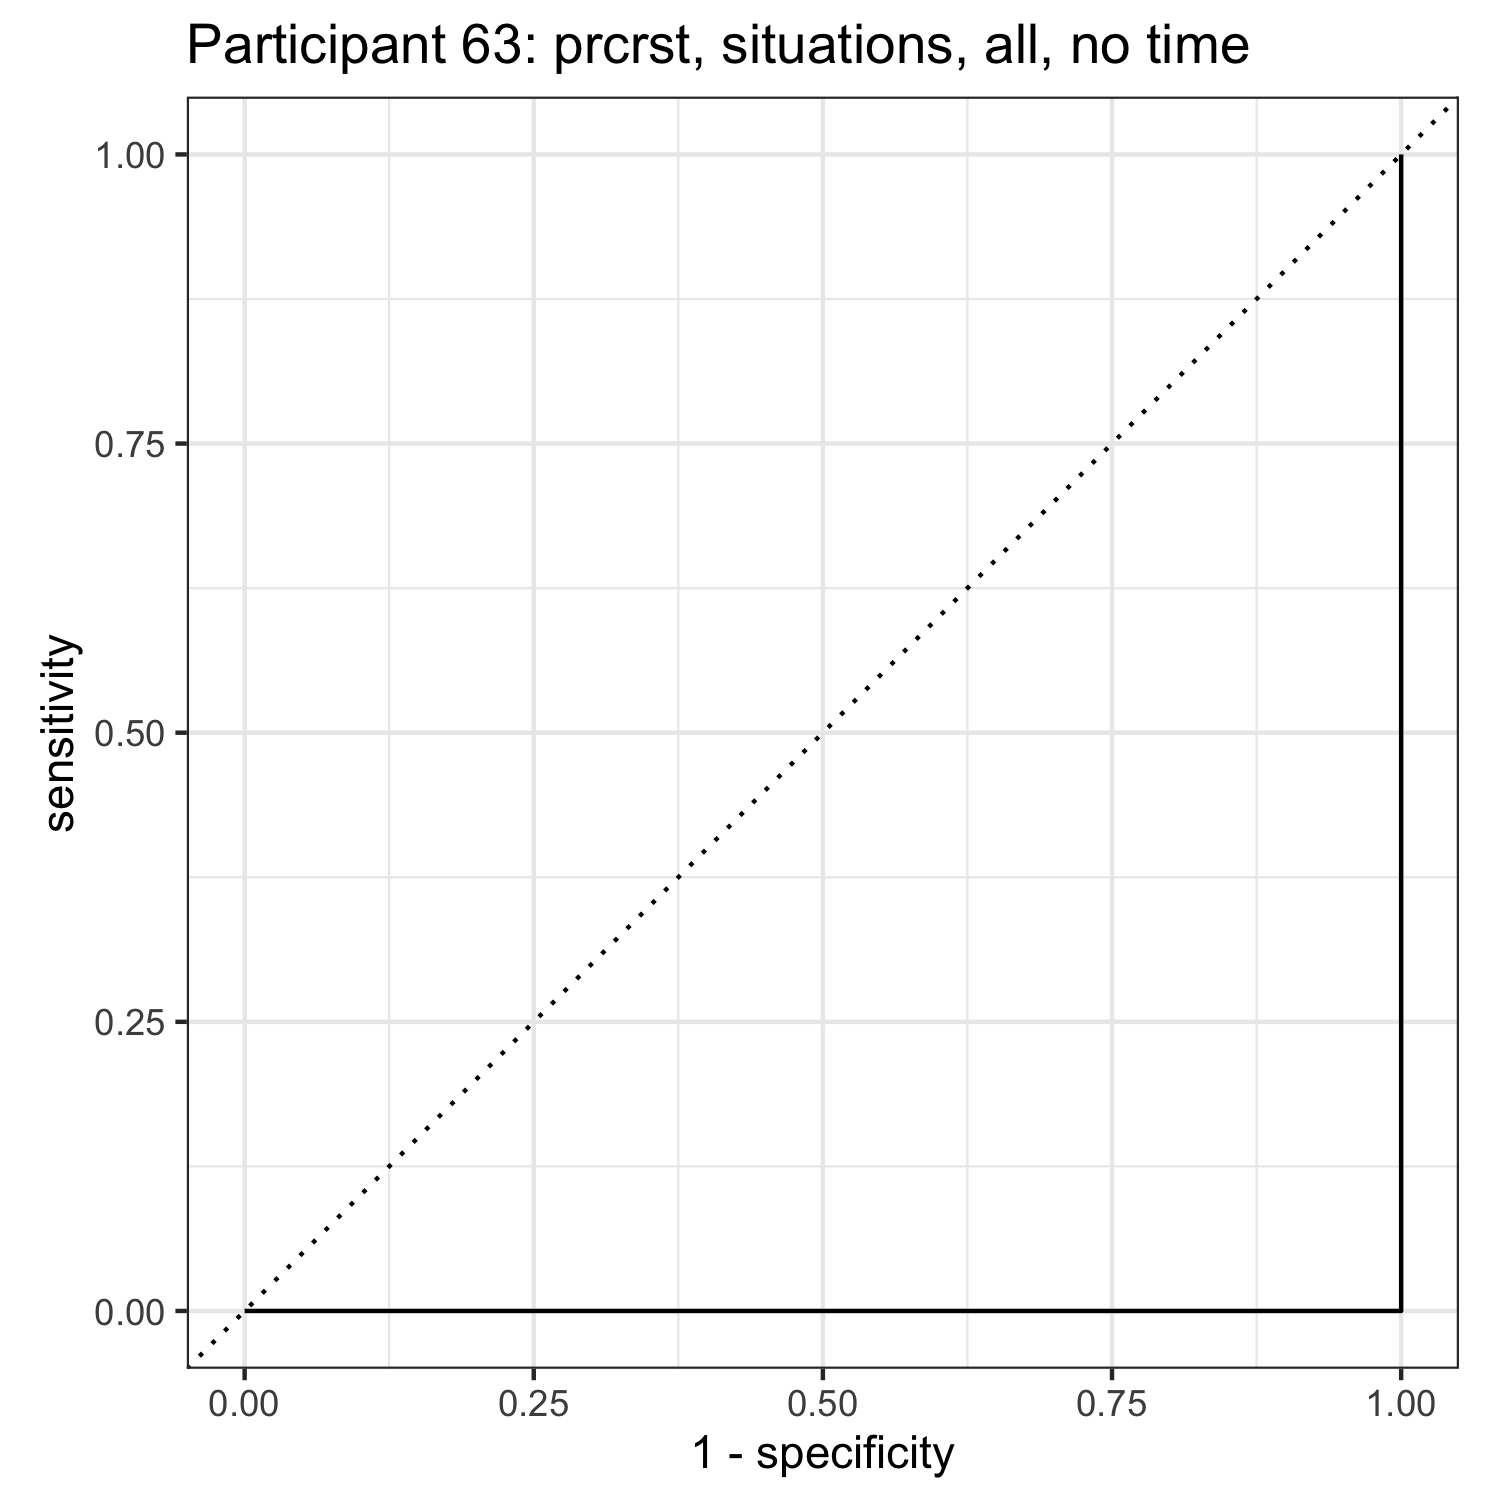 Participant 63: prcrst, situations, all, no time
1.00
0.75
0.50
0.25
0.00
sensitivity
0.00 0.25 0.50 0.75 1.00
1 - specificity